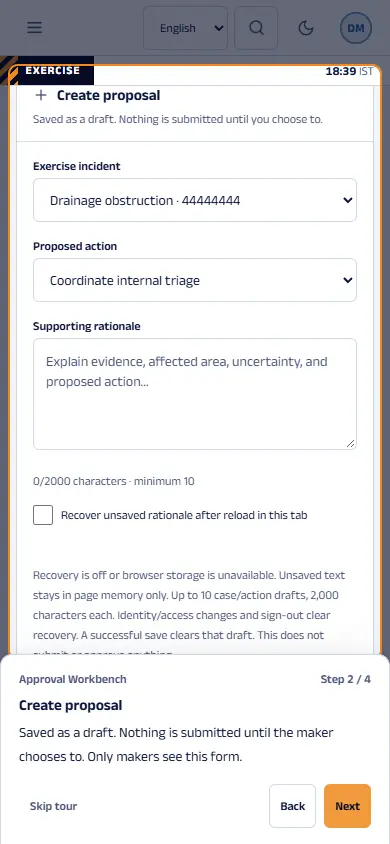 English
DM
EXERCISE
18:39 IST
Create proposal
Saved as a draft. Nothing is submitted until you choose to.
Exercise incident
Drainage obstruction · 44444444
Proposed action
Coordinate internal triage
Supporting rationale
Explain evidence, affected area, uncertainty, and
proposed action...
0/2000 characters · minimum 10
Recover unsaved rationale after reload in this tab
Recovery is off or browser storage is unavailable. Unsaved text
stays in page memory only. Up to 10 case/action drafts, 2,000
characters each. Identity/access changes and sign-out clear
recovery. A successful save clears that draft. This does not
Approval Workbench
Step 2 / 4
Create proposal
Saved as a draft. Nothing is submitted until the maker
chooses to. Only makers see this form.
Skip tour
Back
Next